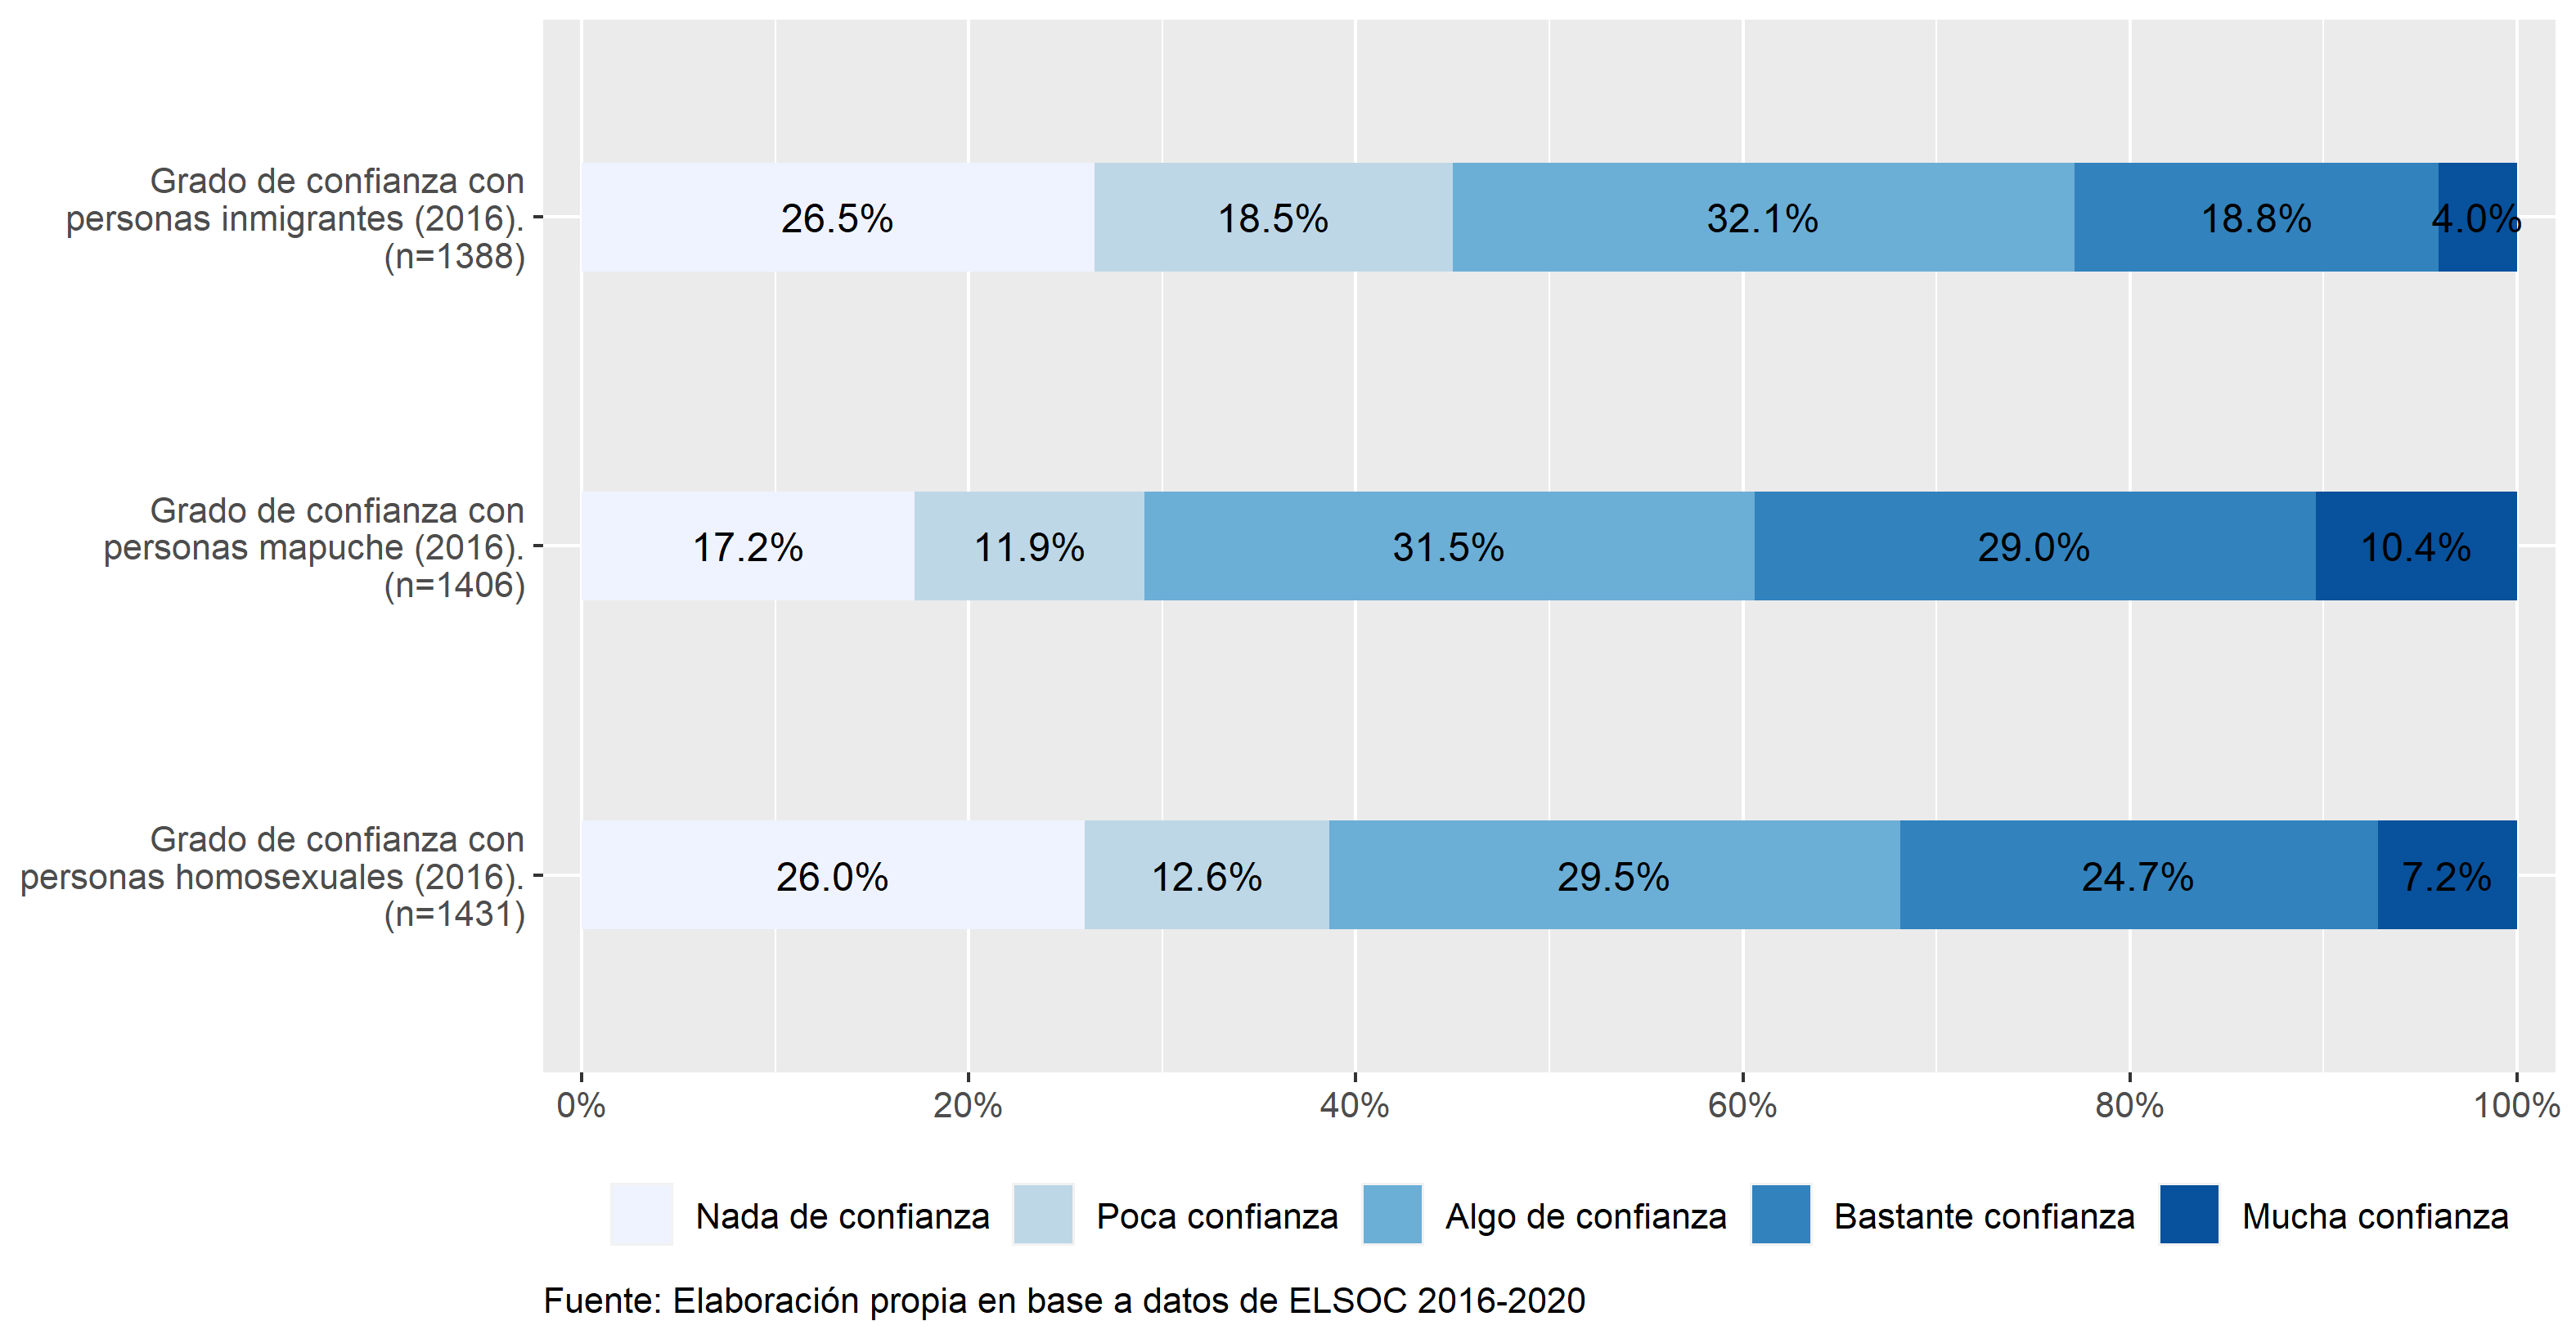 Grado de confianza con
personas inmigrantes (2016).
(n=1388)
26.5% 18.5% 32.1% 18.8% 4.0%
Grado de confianza con
personas mapuche (2016).
(n=1406)
17.2% 11.9% 31.5% 29.0% 10.4%
Grado de confianza con
personas homosexuales (2016).
(n=1431)
26.0% 12.6% 29.5% 24.7% 7.2%
0% 20% 40% 60% 80% 100%
Nada de confianza Poca confianza Algo de confianza Bastante confianza Mucha confianza
Fuente: Elaboración propia en base a datos de ELSOC 2016-2020